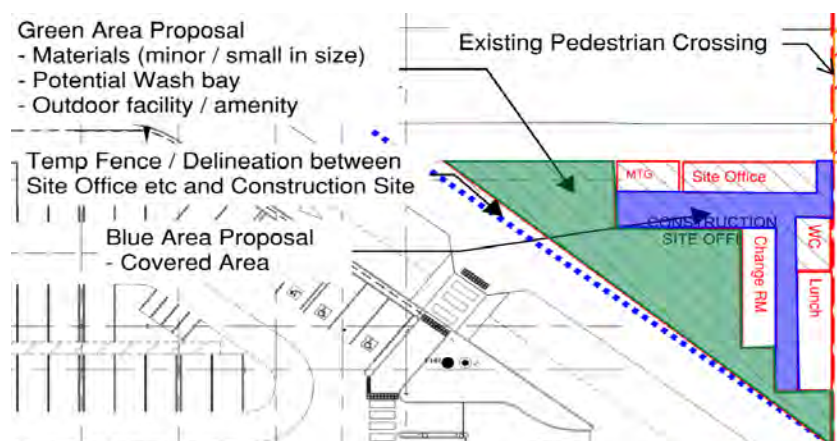 Green Area Proposal
- Materials (minor / small in size)
- Potential Wash bay
- Outdoor facility / amenity
Existing Pedestrian Crossing
Temp Fence / Delineation between
Site Office etc and Construction Site
Blue Area Proposal
- Covered Area
MTG
Site Office
CONSTRUCTION
SITE OFFI
WC
Change RM
Lunch